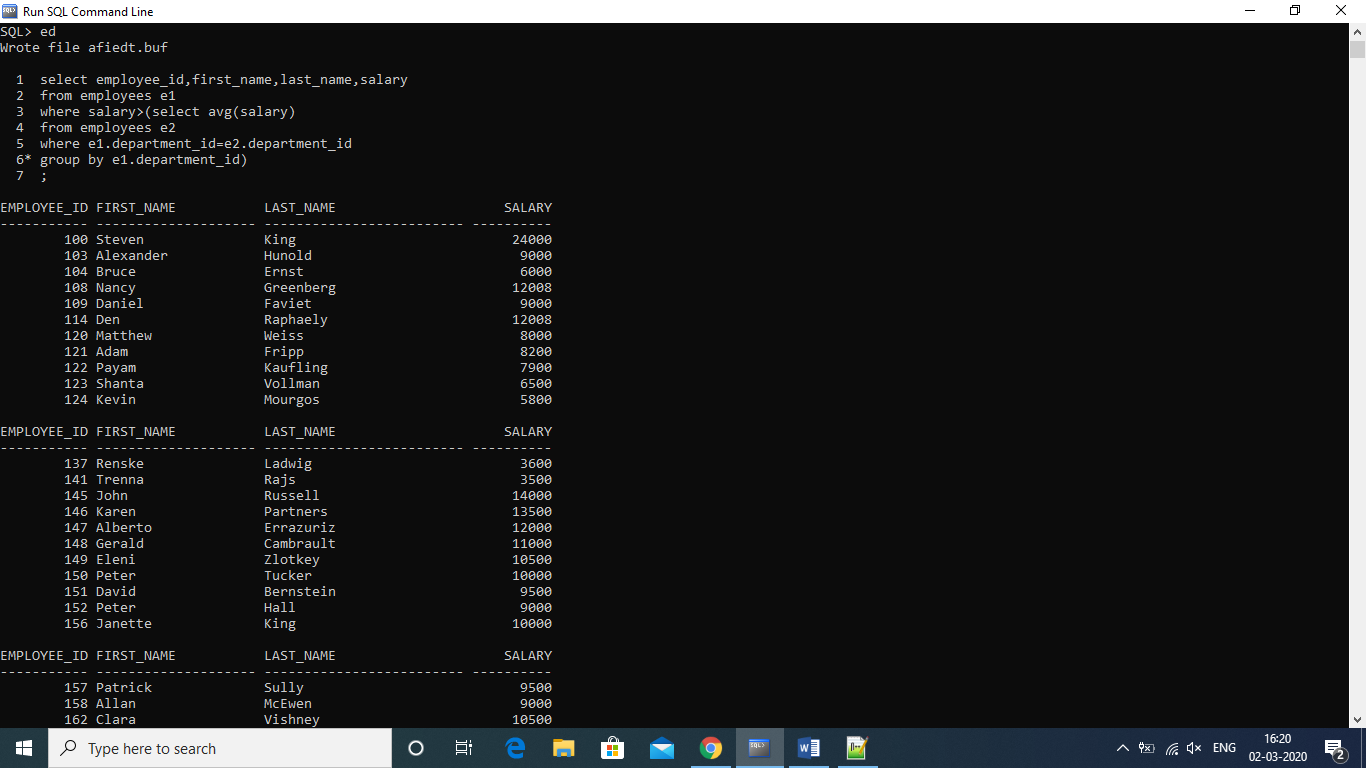 Run SQL Command Line
SQL> ed
Wrote file afiedt.buf
1 select employee_id,first_name,last_name,salary
2 from employees e1
3 where salary>(select avg(salary)
4 from employees e2
5 where e1.department_id=e2.department_id
6* group by e1.department_id)
7 ;
EMPLOYEE_ID FIRST_NAME LAST_NAME SALARY
----------- -------------------- ------------------------- ----------
100 Steven King 24000
103 Alexander Hunold 9000
104 Bruce Ernst 6000
108 Nancy Greenberg 12008
109 Daniel Faviet 9000
114 Den Raphaely 12008
120 Matthew Weiss 8000
121 Adam Fripp 8200
122 Payam Kaufling 7900
123 Shanta Vollman 6500
124 Kevin Mourgos 5800
EMPLOYEE_ID FIRST_NAME LAST_NAME SALARY
----------- -------------------- ------------------------- ----------
137 Renske Ladwig 3600
141 Trenna Rajs 3500
145 John Russell 14000
146 Karen Partners 13500
147 Alberto Errazuriz 12000
148 Gerald Cambrault 11000
149 Eleni Zlotkey 10500
150 Peter Tucker 10000
151 David Bernstein 9500
152 Peter Hall 9000
156 Janette King 10000
EMPLOYEE_ID FIRST_NAME LAST_NAME SALARY
----------- -------------------- ------------------------- ----------
157 Patrick Sully 9500
158 Allan McEwen 9000
162 Clara Vishney 10500
Type here to search
ENG
16:20
02-03-2020
2